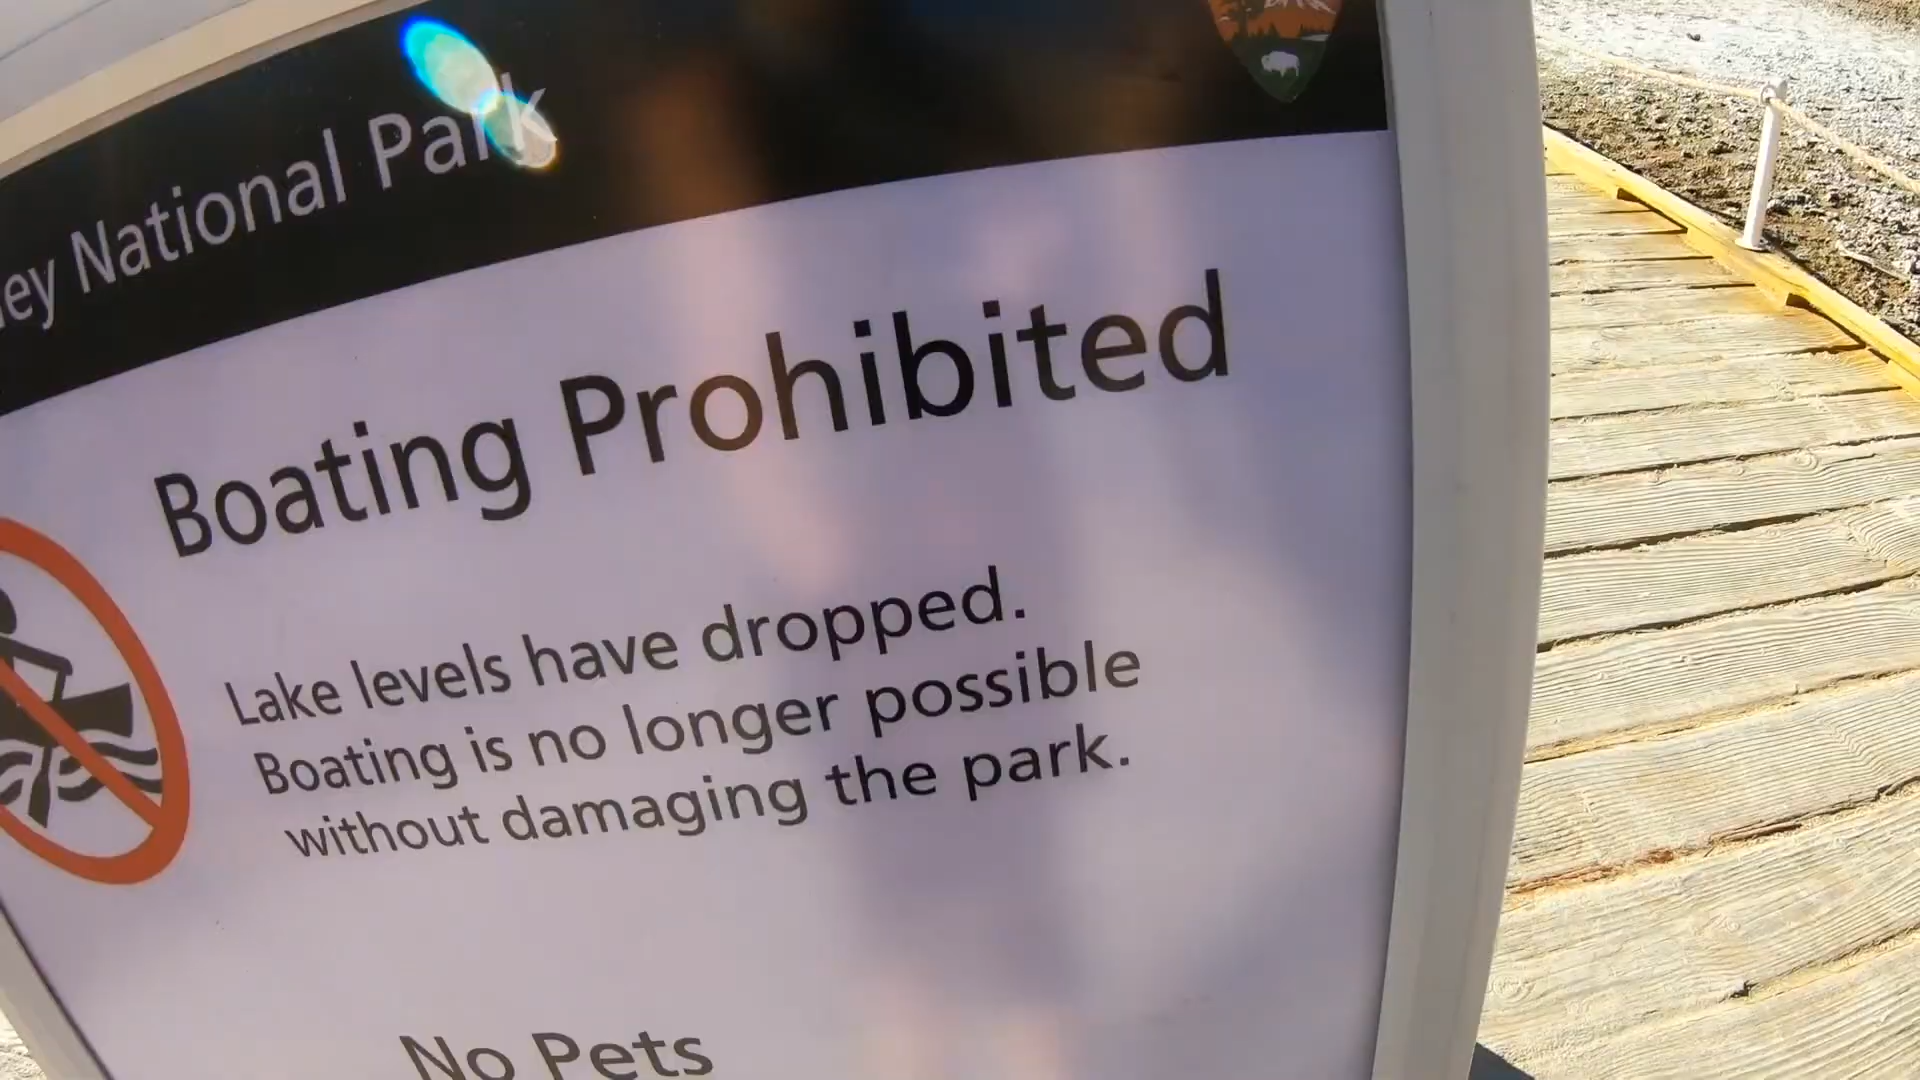 ey National Park
Boating Prohibited
Lake levels have dropped.
Boating is no longer possible
without damaging the park.
No Pets